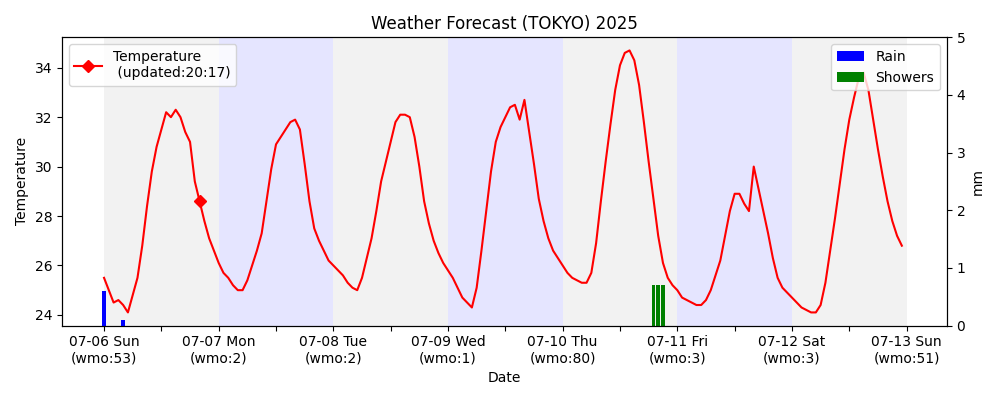 Weather Forecast (TOKYO) 2025
Temperature
(updated:20:17)
Rain
Showers
34
32
30
28
26
24
Temperature
5
4
3
2
1
0
mm
07-06 Sun
(wmo:53)
07-07 Mon
(wmo:2)
07-08 Tue
(wmo:2)
07-09 Wed
(wmo:1)
07-10 Thu
(wmo:80)
07-11 Fri
(wmo:3)
07-12 Sat
(wmo:3)
07-13 Sun
(wmo:51)
Date